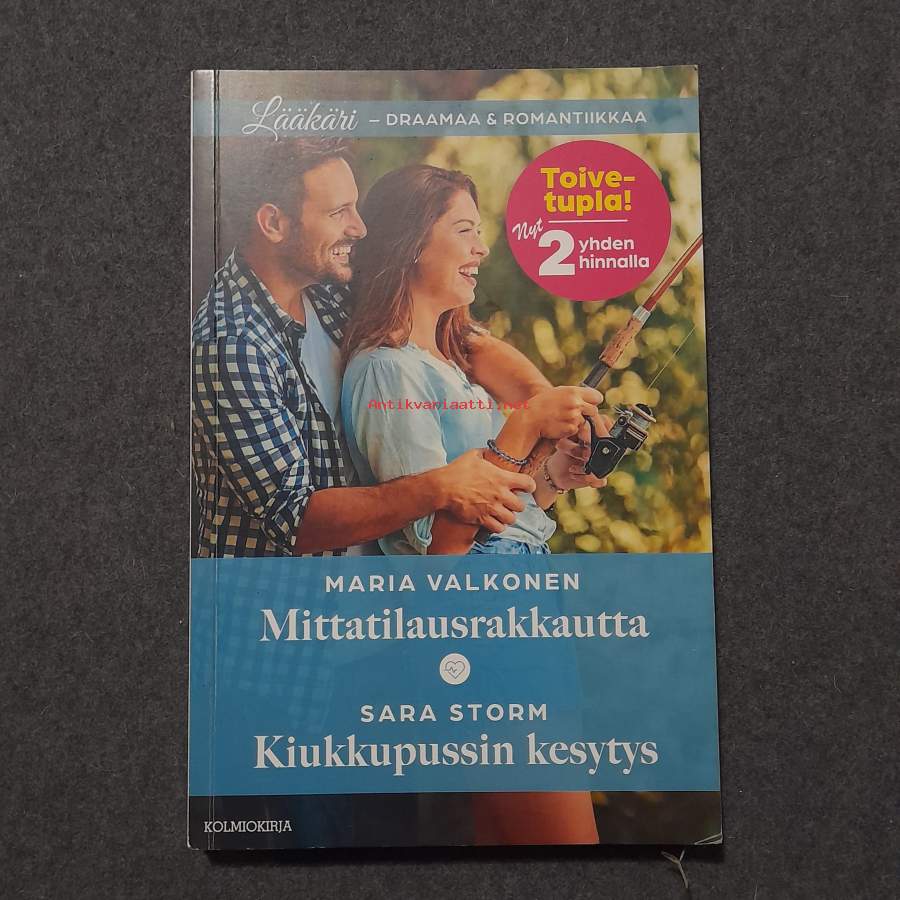 Lääkäri – DRAAMAA & ROMANTIIKKAA
Toive-
tupla!
Nyt
2 yhden
hinnalla
Antikvariaatti.net
MARIA VALKONEN
Mittatilausrakkautta
SARA STORM
Kiukkupussin kesytys
KOLMIOKIRJA